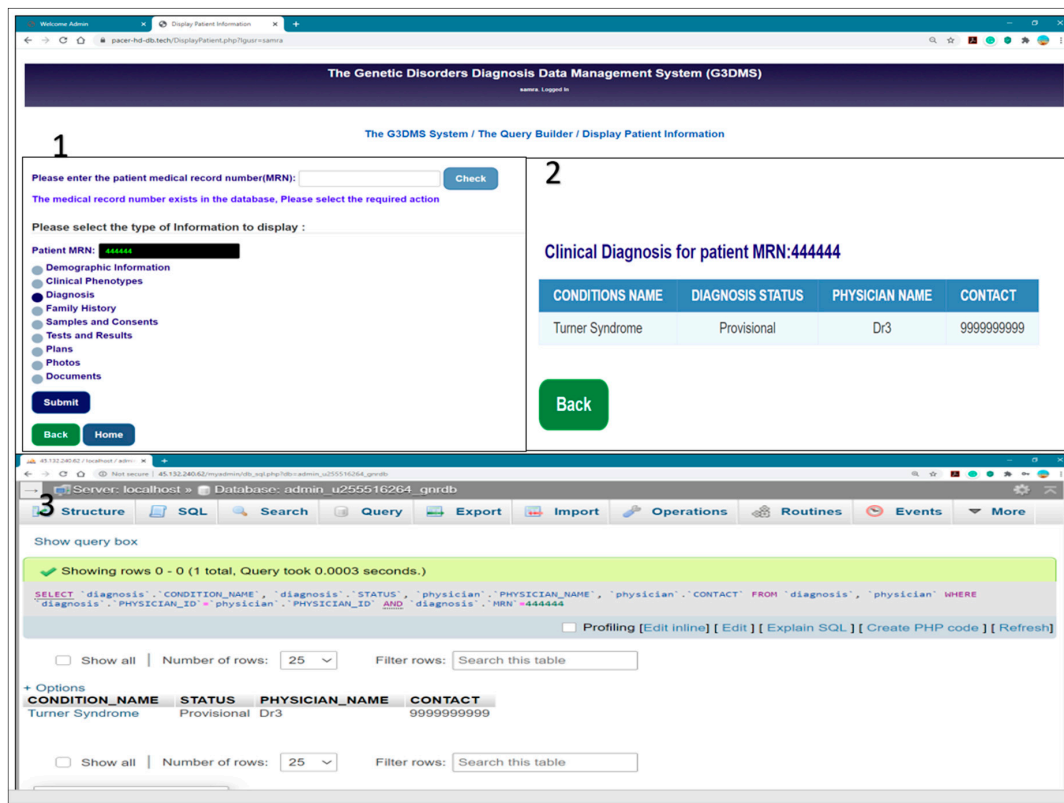 Welcome Admin
Display Patient Information
pacer-hd-db.tech/DisplayPatient.php?lgusr=samra
The Genetic Disorders Diagnosis Data Management System (G3DMS)
samra. Logged In
The G3DMS System / The Query Builder / Display Patient Information
1
Please enter the patient medical record number(MRN):
Check
The medical record number exists in the database, Please select the required action
Please select the type of Information to display :
Patient MRN: 444444
Demographic Information
Clinical Phenotypes
Diagnosis
Family History
Samples and Consents
Tests and Results
Plans
Photos
Documents
Submit
Back Home
2
Clinical Diagnosis for patient MRN:444444
CONDITIONS NAME DIAGNOSIS STATUS PHYSICIAN NAME CONTACT
Turner Syndrome Provisional Dr3 9999999999
Back
45.132.240.62 / localhost / admi
Not secure | 45.132.240.62/myadmin/db_sql.php?db=admin_u255516264_gnrdb
3
Server: localhost » Database: admin_u255516264_gnrdb
Structure SQL Search Query Export Import Operations Routines Events More
Show query box
Showing rows 0 - 0 (1 total, Query took 0.0003 seconds.)
SELECT `diagnosis`.`CONDITION_NAME`, `diagnosis`.`STATUS`, `physician`.`PHYSICIAN_NAME`, `physician`.`CONTACT` FROM `diagnosis`, `physician` WHERE
`diagnosis`.`PHYSICIAN_ID`=`physician`.`PHYSICIAN_ID` AND `diagnosis`.`MRN`=444444
Profiling [Edit inline] [ Edit ] [ Explain SQL ] [ Create PHP code ] [ Refresh]
Show all | Number of rows: 25 Filter rows: Search this table
+ Options
CONDITION_NAME STATUS PHYSICIAN_NAME CONTACT
Turner Syndrome Provisional Dr3 9999999999
Show all | Number of rows: 25 Filter rows: Search this table